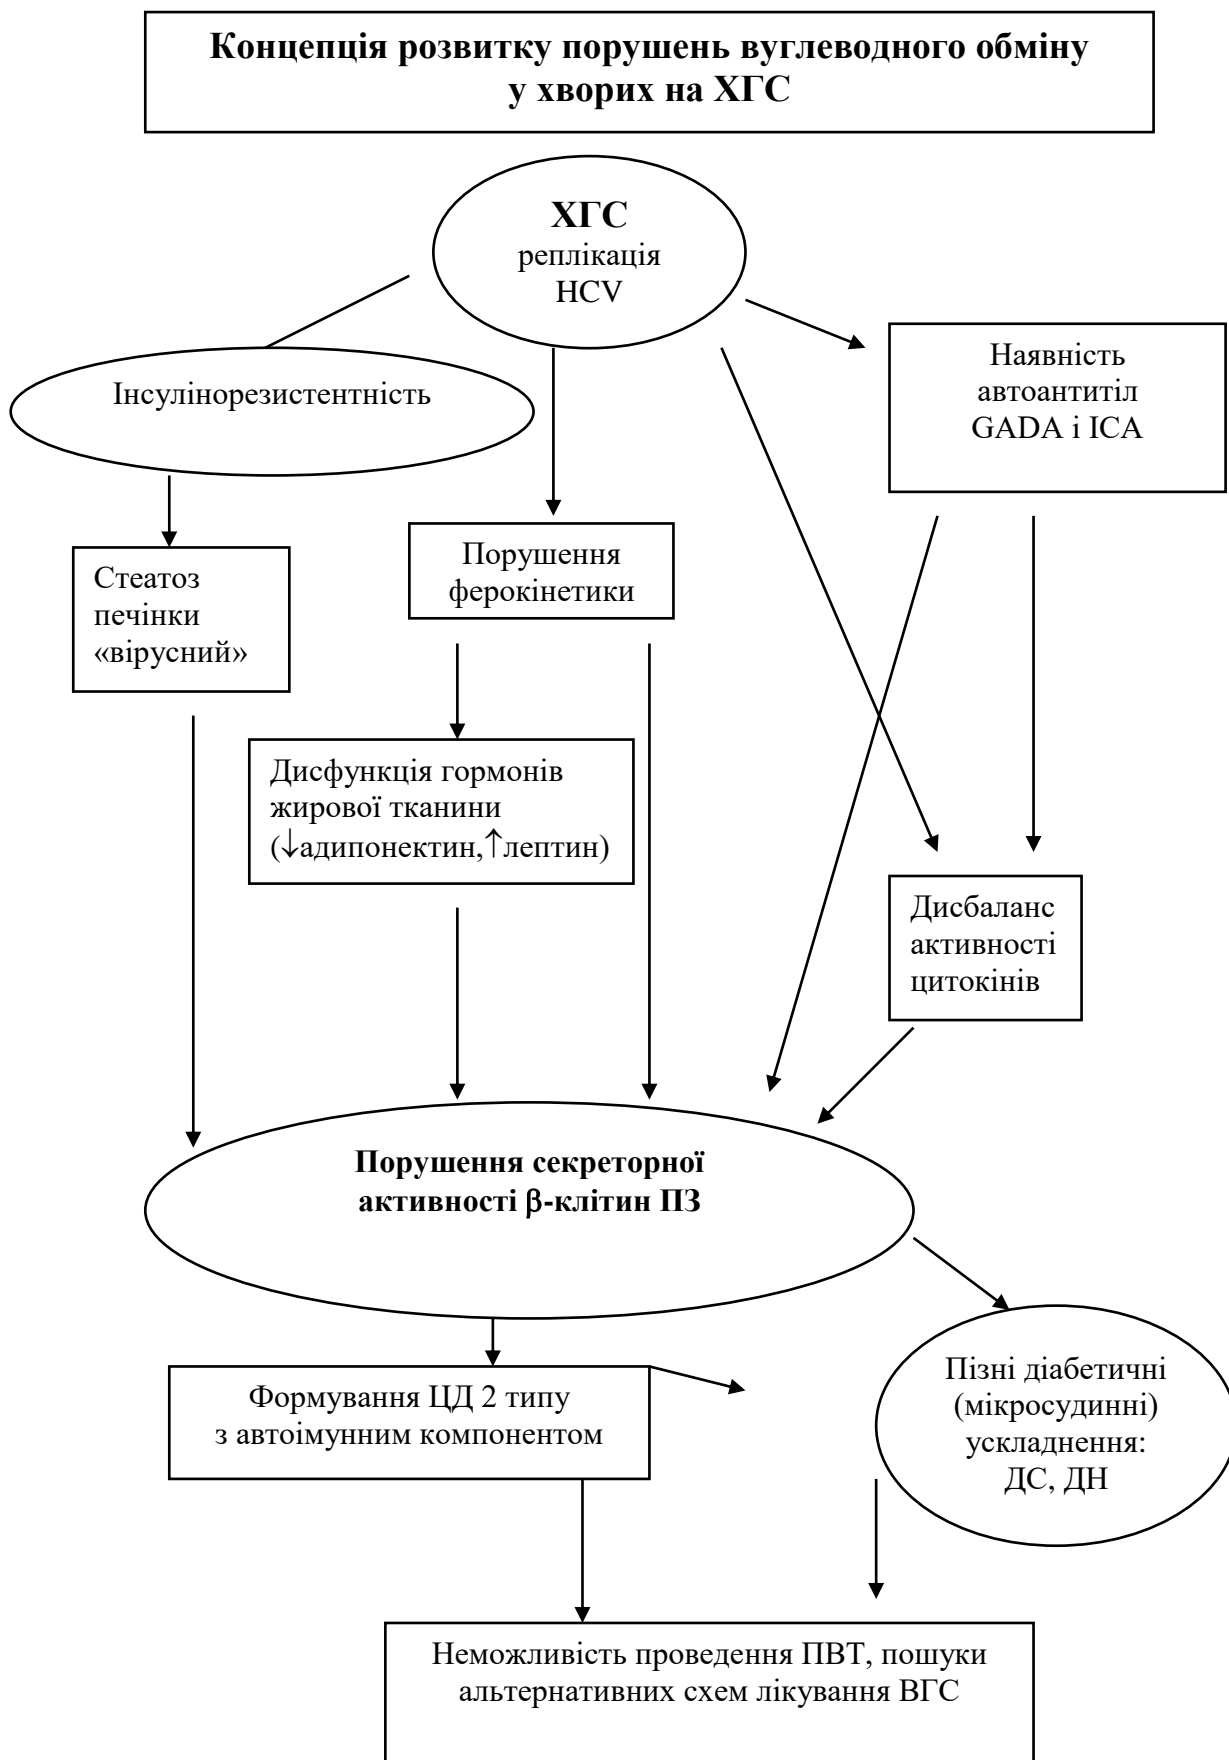 Концепція розвитку порушень вуглеводного обміну
у хворих на ХГС
ХГС
реплікація
HCV
Наявність
автоантитіл
GADA і ICA
Інсулінорезистентність
Порушення
ферокінетики
Стеатоз
печінки
«вірусний»
Дисфункція гормонів
жирової тканини
(↓адипонектин,↑лептин)
Дисбаланс
активності
цитокінів
Порушення секреторної
активності β-клітин ПЗ
Формування ЦД 2 типу
з автоімунним компонентом
Пізні діабетичні
(мікросудинні)
ускладнення:
ДС, ДН
Неможливість проведення ПВТ, пошуки
альтернативних схем лікування ВГС